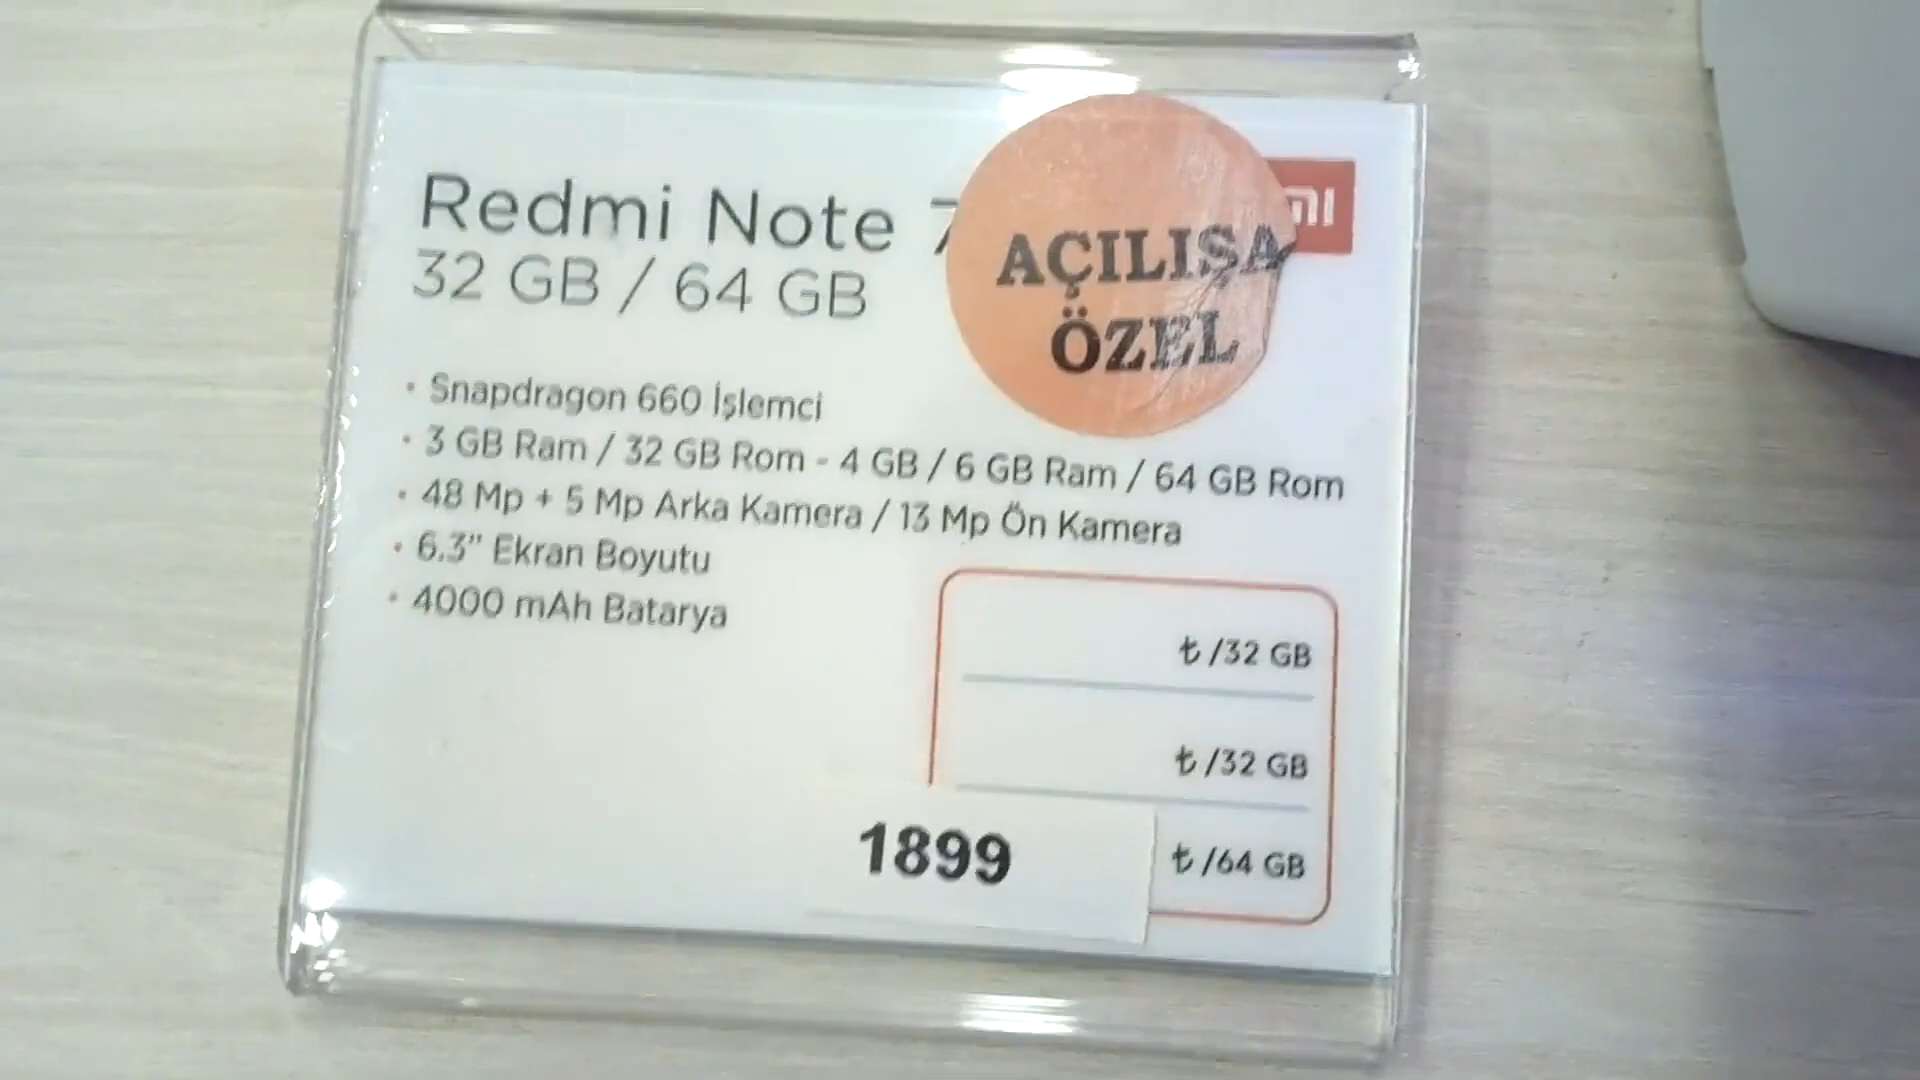 Redmi Note 7
32 GB / 64 GB
AÇILIŞA
ÖZEL
mı
• Snapdragon 660 İşlemci
• 3 GB Ram / 32 GB Rom - 4 GB / 6 GB Ram / 64 GB Rom
• 48 Mp + 5 Mp Arka Kamera / 13 Mp Ön Kamera
• 6.3” Ekran Boyutu
• 4000 mAh Batarya
₺ /32 GB
₺ /32 GB
1899 ₺ /64 GB